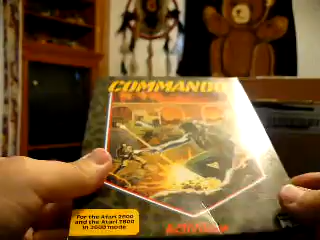 COMMANDO
For the Atari 2600
and the Atari 7800
in 2600 mode
ACTIVISION